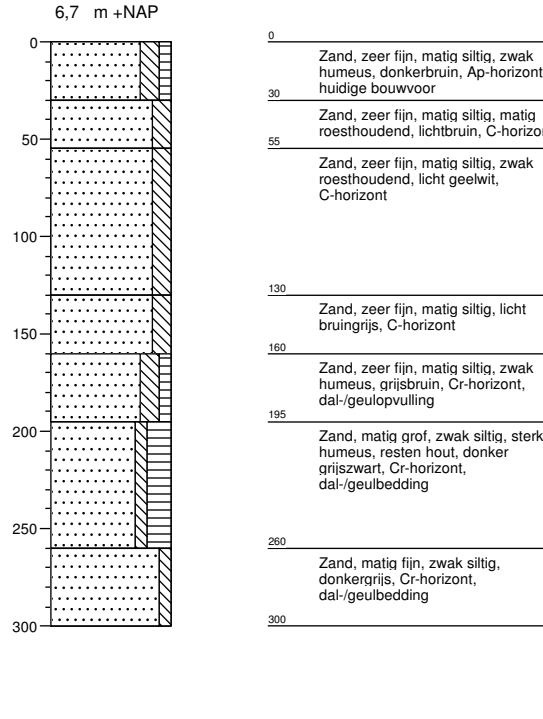 6,7 m +NAP
0
50
100
150
200
250
300
0
Zand, zeer fijn, matig siltig, zwak
humeus, donkerbruin, Ap-horizont
huidige bouwvoor
30
Zand, zeer fijn, matig siltig, matig
roesthoudend, lichtbruin, C-horizo
55
Zand, zeer fijn, matig siltig, zwak
roesthoudend, licht geelwit,
C-horizont
130
Zand, zeer fijn, matig siltig, licht
bruingrijs, C-horizont
160
Zand, zeer fijn, matig siltig, zwak
humeus, grijsbruin, Cr-horizont,
dal-/geulopvulling
195
Zand, matig grof, zwak siltig, sterk
humeus, resten hout, donker
grijszwart, Cr-horizont,
dal-/geulbedding
260
Zand, matig fijn, zwak siltig,
donkergrijs, Cr-horizont,
dal-/geulbedding
300